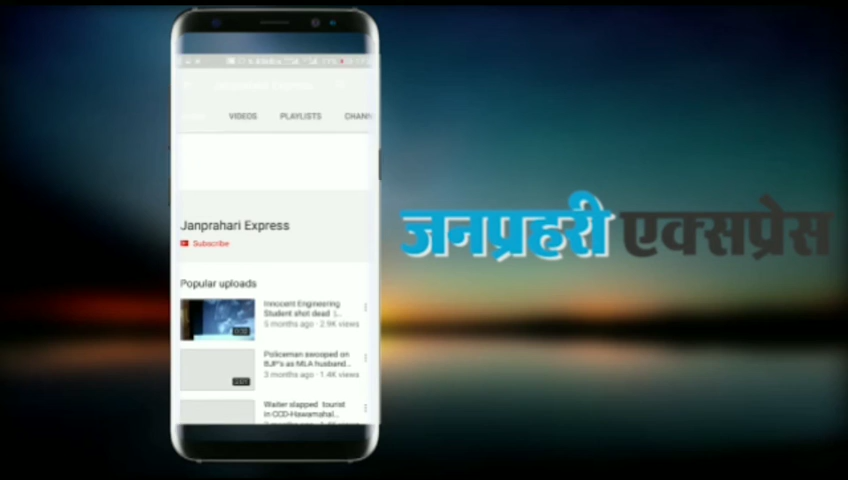 VIDEOS PLAYLISTS CHANN
Janprahari Express
Subscribe
Popular uploads
Innocent Engineering
Student shot dead |...
5 months ago · 2.9K views
Policeman swooped on
BJP's as MLA husband...
3 months ago · 1.4K views
Waiter slapped tourist
in CCD-Hawamahal...
जनप्रहरी एक्सप्रेस